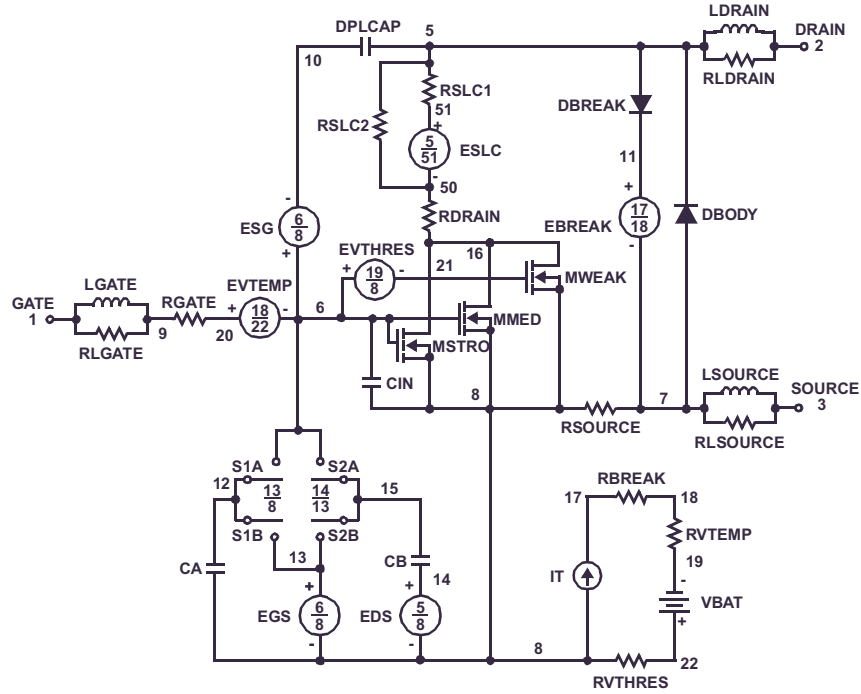 LDRAIN
DPLCAP 5 DRAIN
10 2
RSLC1 RLDRAIN
51 DBREAK
RSLC2 +
5
51
ESLC
11
-
50
- +
ESG 6
8
RDRAIN EBREAK 17
18
DBODY
+ EVTHRES 16 -
+ 19
8
- 21
MWEAK
LGATE EVTEMP
GATE RGATE + 18
22
- 6 MMED
1 9 20
RLGATE MSTRO
LSOURCE
CIN 8 7 SOURCE
3
RSOURCE
RLSOURCE
S1A S2A
12 13
8
14
13
15 17 RBREAK 18
S1B S2B RVTEMP
13 CB 19
CA IT
+ + 14 -
EGS 6
8
EDS 5
8
VBAT
- - +
8 22
RVTHRES